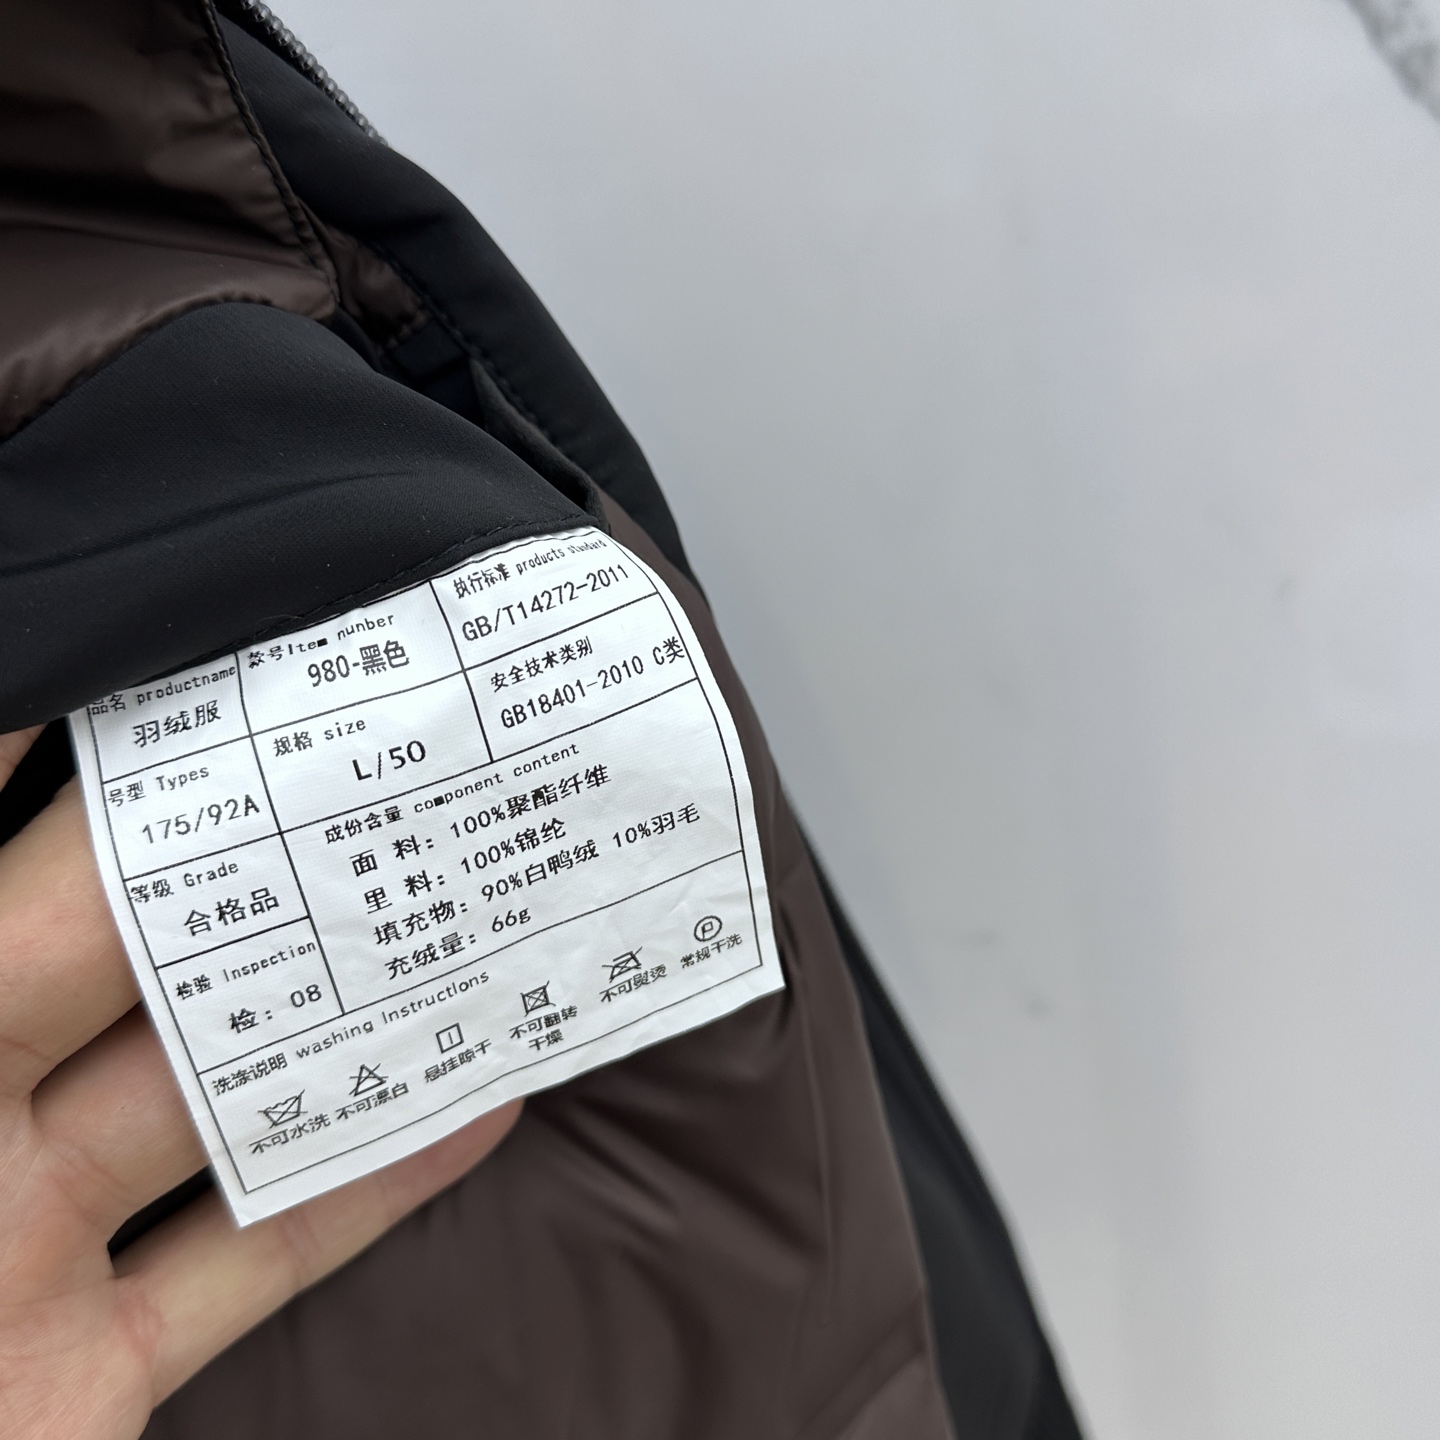 品名 productname
羽绒服
款号Item nunber
980-黑色
执行标准 products standard
GB/T14272-2011
号型 Types
175/92A
规格 size
L/50
安全技术类别
GB18401-2010 C类
等级 Grade
合格品
成份含量 component content
面 料: 100%聚酯纤维
里 料: 100%锦纶
填充物: 90%白鸭绒 10%羽毛
充绒量: 66g
检验 Inspection
检: 08
洗涤说明 washing Instructions
不可水洗
不可漂白
悬挂晾干
不可翻转
干燥
不可熨烫
P
常规干洗